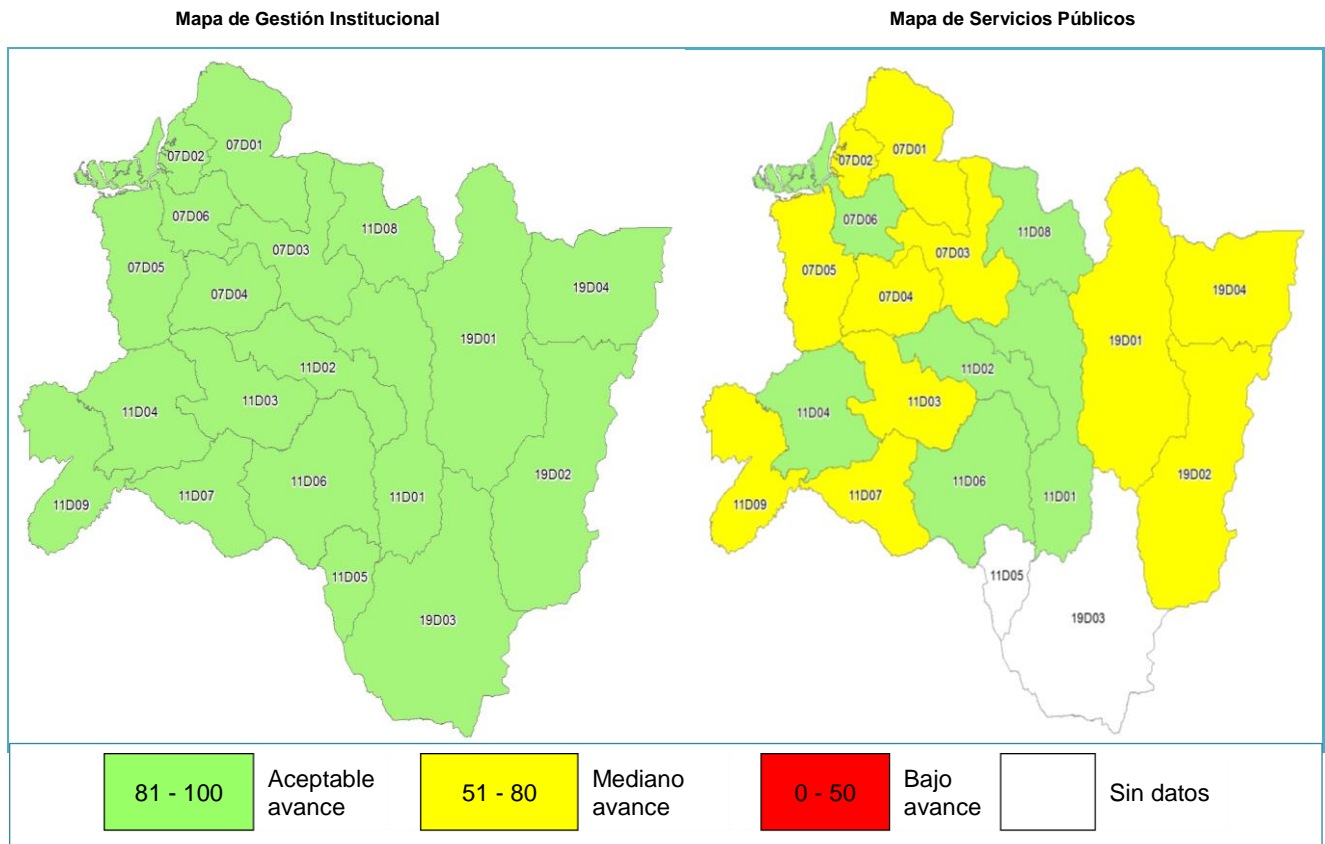 Mapa de Gestión Institucional
Mapa de Servicios Públicos
07D01
07D02
07D06
07D03
11D08
07D05
07D04
19D04
19D01
11D02
11D04
11D03
19D02
11D06
11D01
11D07
11D09
11D05
19D03
07D01
07D02
07D06
11D08
07D03
07D05
07D04
19D04
19D01
11D02
11D04
11D03
19D02
11D06
11D07
11D01
11D09
11D05
19D03
81 - 100
Aceptable
avance
51 - 80
Mediano
avance
0 - 50
Bajo
avance
Sin datos